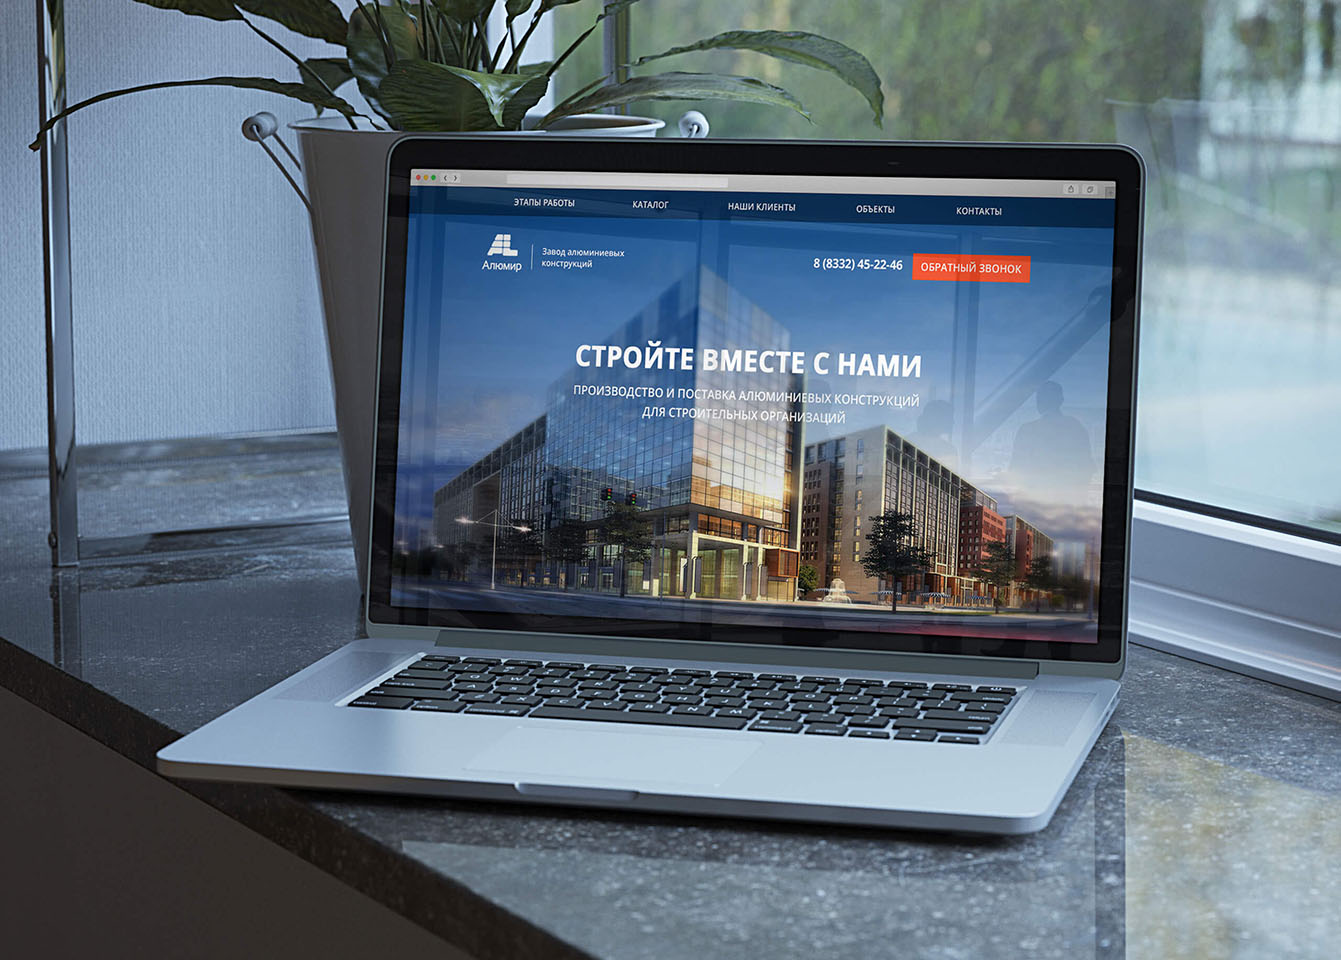 ЭТАПЫ РАБОТЫ
КАТАЛОГ
НАШИ КЛИЕНТЫ
ОБЪЕКТЫ
КОНТАКТЫ
Алюмир
Завод алюминиевых
конструкций
8 (8332) 45-22-46
ОБРАТНЫЙ ЗВОНОК
СТРОЙТЕ ВМЕСТЕ С НАМИ
ПРОИЗВОДСТВО И ПОСТАВКА АЛЮМИНИЕВЫХ КОНСТРУКЦИЙ
ДЛЯ СТРОИТЕЛЬНЫХ ОРГАНИЗАЦИЙ